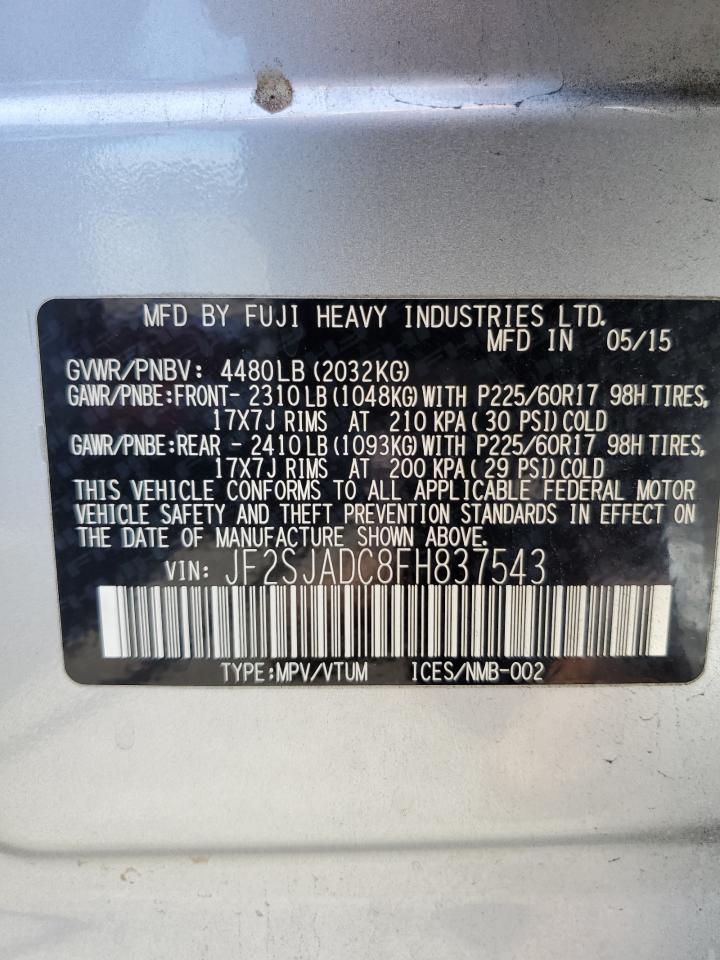 MFD BY FUJI HEAVY INDUSTRIES LTD.
MFD IN 05/15
GVWR/PNBV: 4480LB (2032KG)
GAWR/PNBE:FRONT- 2310 LB (1048KG) WITH P225/60R17 98H TIRES,
17X7J RIMS AT 210 KPA (30 PSI) COLD
GAWR/PNBE:REAR - 2410 LB (1093KG) WITH P225/60R17 98H TIRES,
17X7J RIMS AT 200 KPA (29 PSI) COLD
THIS VEHICLE CONFORMS TO ALL APPLICABLE FEDERAL MOTOR
VEHICLE SAFETY AND THEFT PREVENTION STANDARDS IN EFFECT ON
THE DATE OF MANUFACTURE SHOWN ABOVE.
VIN: JF2SJADC8FH837543
TYPE:MPV/VTUM ICES/NMB-002